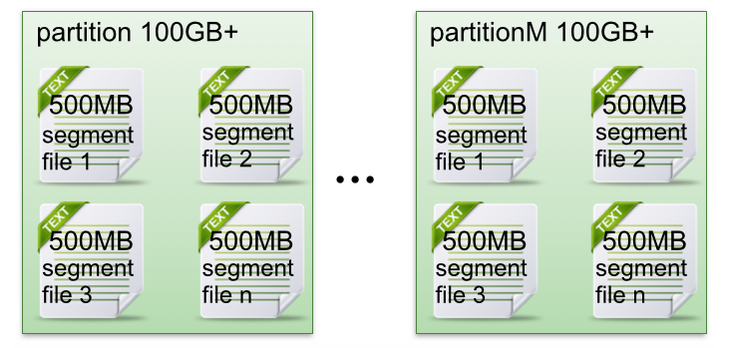 partition 100GB+
TEXT
500MB
segment
file 1
TEXT
500MB
segment
file 2
TEXT
500MB
segment
file 3
TEXT
500MB
segment
file n
...
partitionM 100GB+
TEXT
500MB
segment
file 1
TEXT
500MB
segment
file 2
TEXT
500MB
segment
file 3
TEXT
500MB
segment
file n